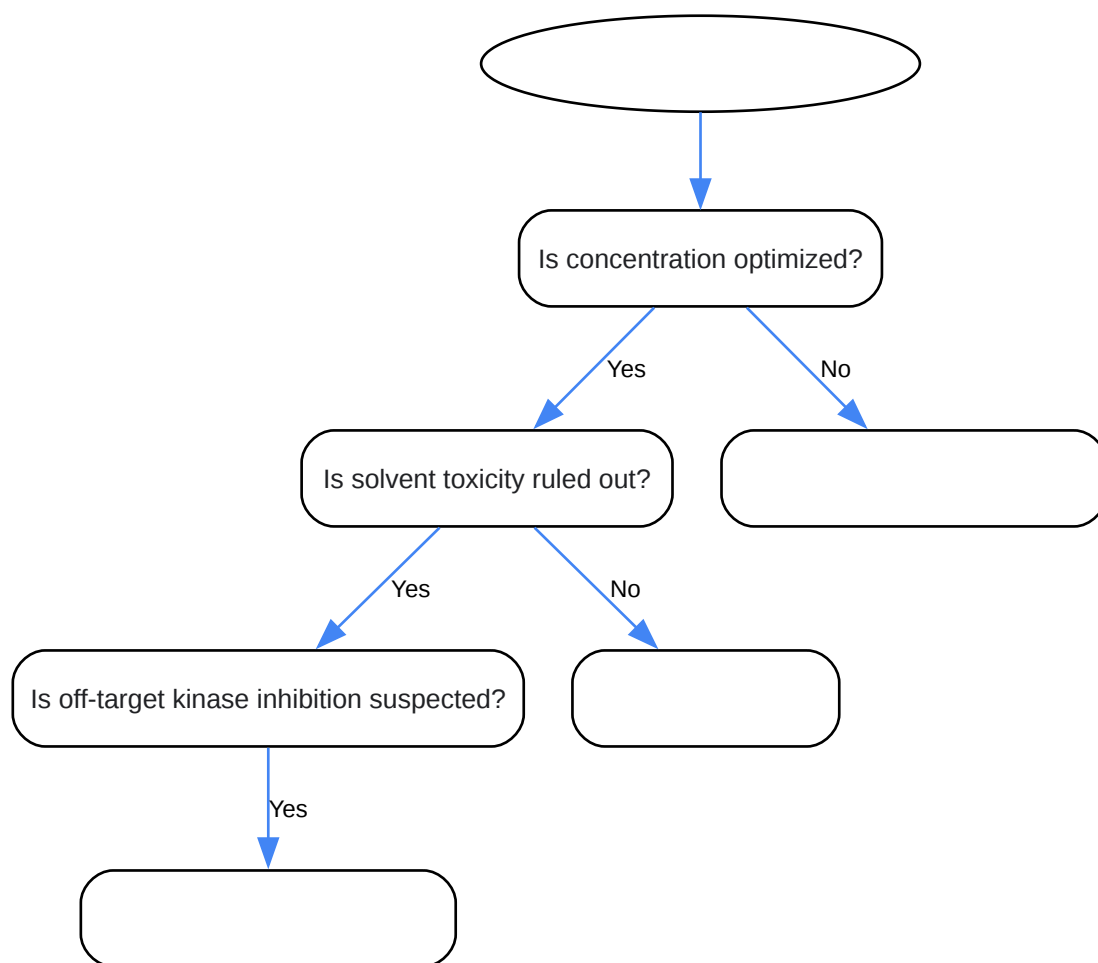 Is concentration optimized?
Yes
No
Is solvent toxicity ruled out?
Yes
No
Is off-target kinase inhibition suspected?
Yes